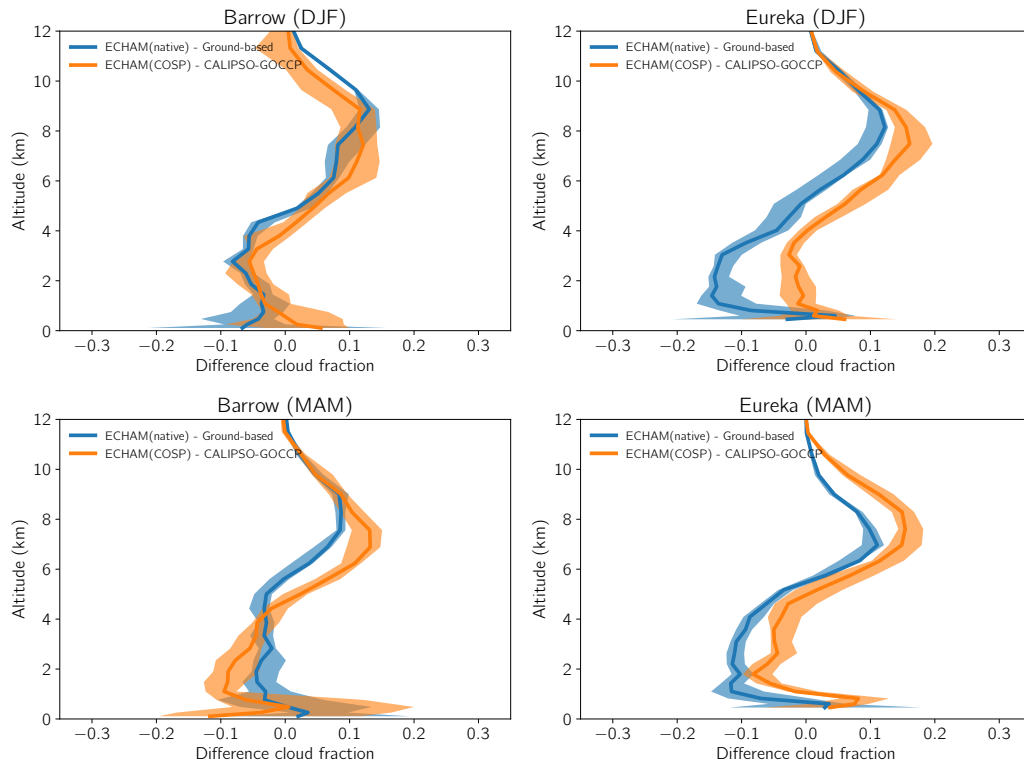 Barrow (DJF)
ECHAM(native) - Ground-based
ECHAM(COSP) - CALIPSO-GOCCP
12
10
8
6
4
2
0
Altitude (km)
−0.3 −0.2 −0.1 0.0 0.1 0.2 0.3
Difference cloud fraction
Eureka (DJF)
ECHAM(native) - Ground-based
ECHAM(COSP) - CALIPSO-GOCCP
12
10
8
6
4
2
0
Altitude (km)
−0.3 −0.2 −0.1 0.0 0.1 0.2 0.3
Difference cloud fraction
Barrow (MAM)
ECHAM(native) - Ground-based
ECHAM(COSP) - CALIPSO-GOCCP
12
10
8
6
4
2
0
Altitude (km)
−0.3 −0.2 −0.1 0.0 0.1 0.2 0.3
Difference cloud fraction
Eureka (MAM)
ECHAM(native) - Ground-based
ECHAM(COSP) - CALIPSO-GOCCP
12
10
8
6
4
2
0
Altitude (km)
−0.3 −0.2 −0.1 0.0 0.1 0.2 0.3
Difference cloud fraction